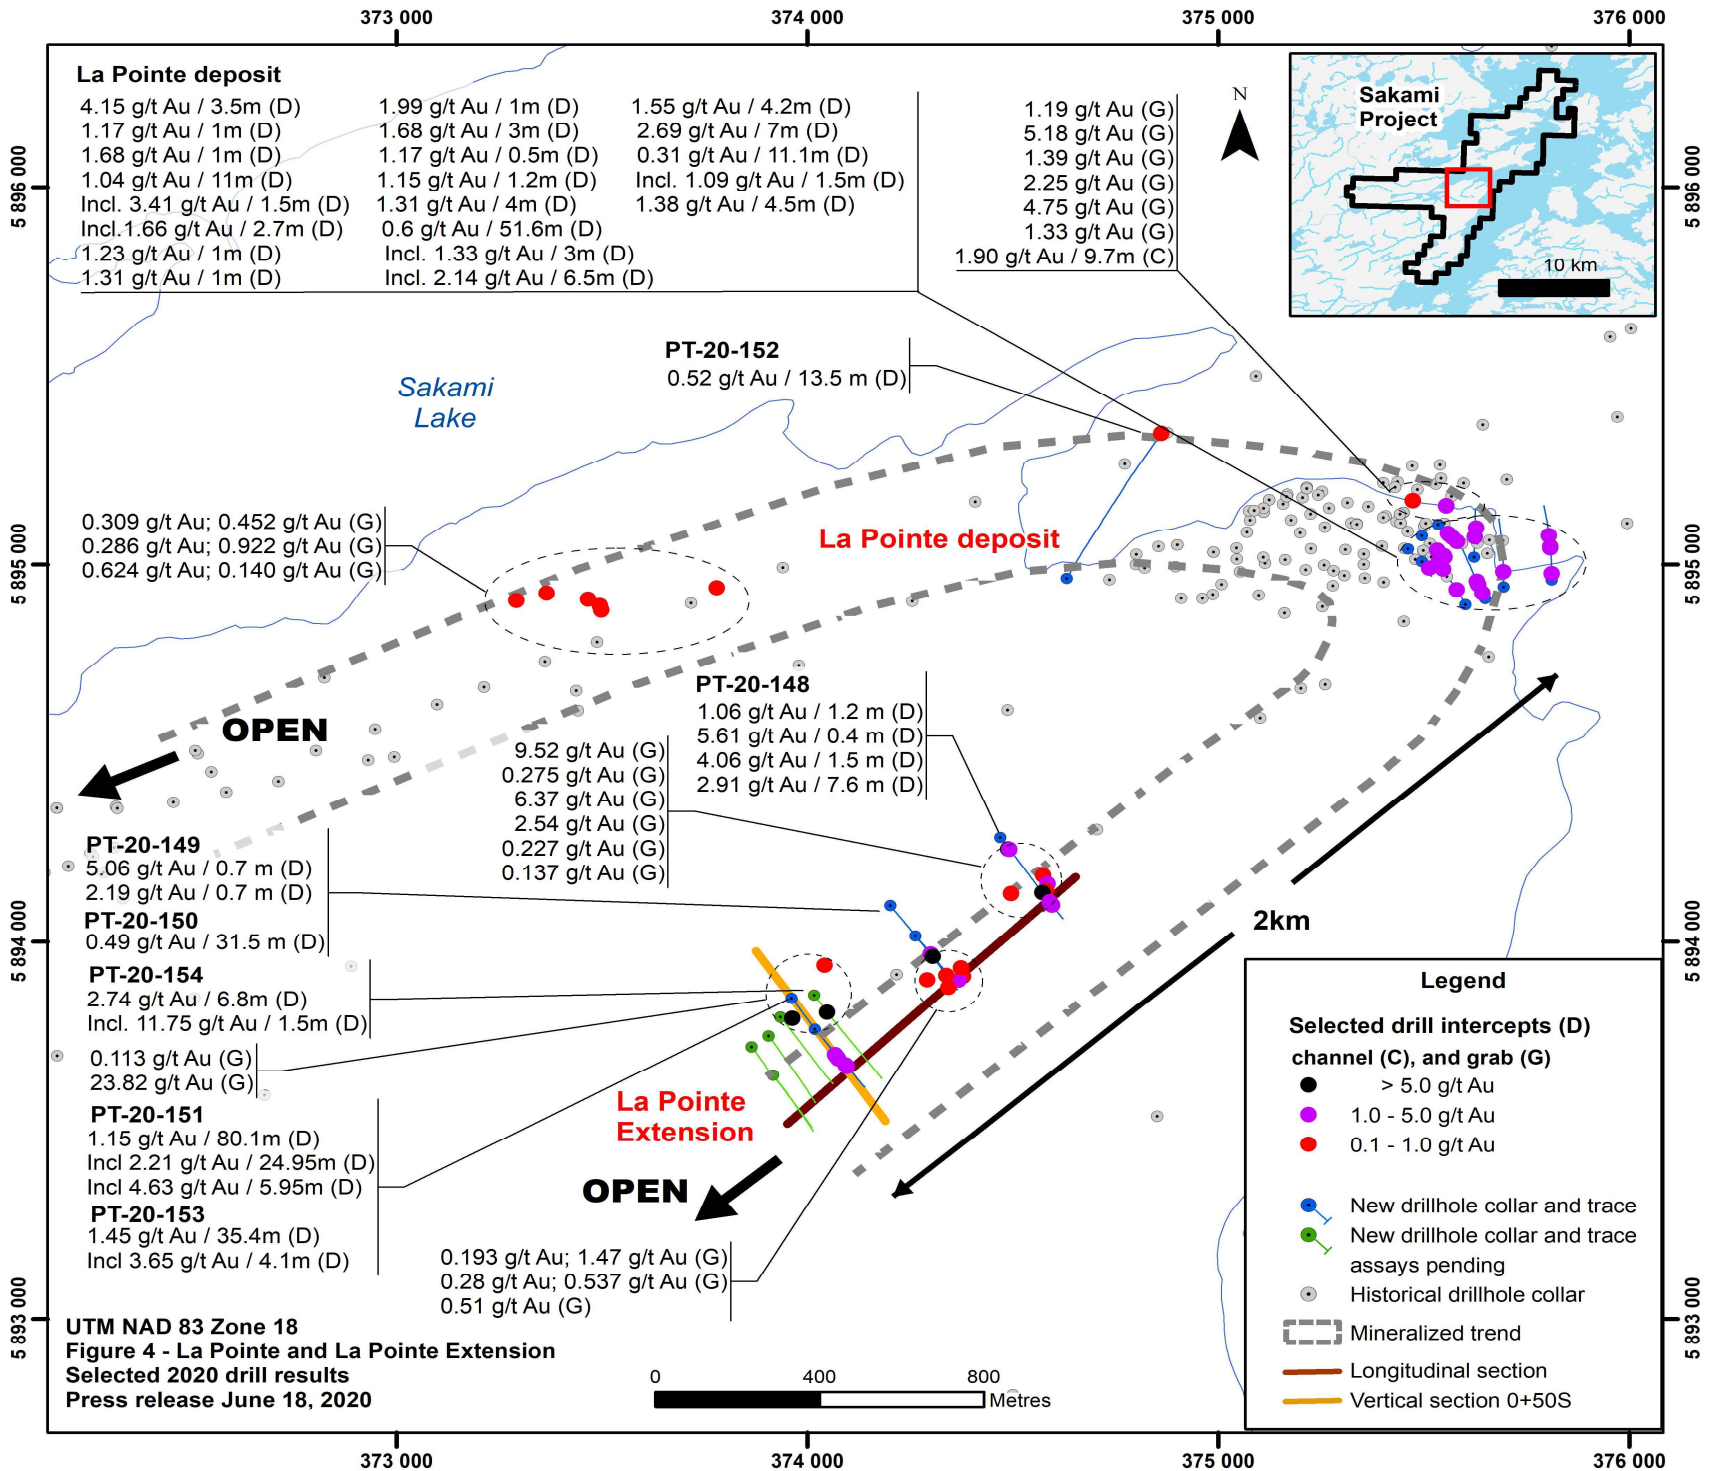 373 000
374 000
375 000
376 000
5 896 000
5 895 000
5 894 000
5 893 000
La Pointe deposit
4.15 g/t Au / 3.5m (D)
1.17 g/t Au / 1m (D)
1.68 g/t Au / 1m (D)
1.04 g/t Au / 11m (D)
Incl. 3.41 g/t Au / 1.5m (D)
Incl.1.66 g/t Au / 2.7m (D)
1.23 g/t Au / 1m (D)
1.31 g/t Au / 1m (D)
1.99 g/t Au / 1m (D)
1.68 g/t Au / 3m (D)
1.17 g/t Au / 0.5m (D)
1.15 g/t Au / 1.2m (D)
1.31 g/t Au / 4m (D)
0.6 g/t Au / 51.6m (D)
Incl. 1.33 g/t Au / 3m (D)
Incl. 2.14 g/t Au / 6.5m (D)
1.55 g/t Au / 4.2m (D)
2.69 g/t Au / 7m (D)
0.31 g/t Au / 11.1m (D)
Incl. 1.09 g/t Au / 1.5m (D)
1.38 g/t Au / 4.5m (D)
1.19 g/t Au (G)
5.18 g/t Au (G)
1.39 g/t Au (G)
2.25 g/t Au (G)
4.75 g/t Au (G)
1.33 g/t Au (G)
1.90 g/t Au / 9.7m (C)
N
Sakami
Project
10 km
PT-20-152
0.52 g/t Au / 13.5 m (D)
Sakami
Lake
0.309 g/t Au; 0.452 g/t Au (G)
0.286 g/t Au; 0.922 g/t Au (G)
0.624 g/t Au; 0.140 g/t Au (G)
La Pointe deposit
OPEN
PT-20-148
1.06 g/t Au / 1.2 m (D)
5.61 g/t Au / 0.4 m (D)
4.06 g/t Au / 1.5 m (D)
2.91 g/t Au / 7.6 m (D)
9.52 g/t Au (G)
0.275 g/t Au (G)
6.37 g/t Au (G)
2.54 g/t Au (G)
0.227 g/t Au (G)
0.137 g/t Au (G)
PT-20-149
5.06 g/t Au / 0.7 m (D)
2.19 g/t Au / 0.7 m (D)
PT-20-150
0.49 g/t Au / 31.5 m (D)
PT-20-154
2.74 g/t Au / 6.8m (D)
Incl. 11.75 g/t Au / 1.5m (D)
0.113 g/t Au (G)
23.82 g/t Au (G)
PT-20-151
1.15 g/t Au / 80.1m (D)
Incl 2.21 g/t Au / 24.95m (D)
Incl 4.63 g/t Au / 5.95m (D)
PT-20-153
1.45 g/t Au / 35.4m (D)
Incl 3.65 g/t Au / 4.1m (D)
La Pointe
Extension
OPEN
2km
0.193 g/t Au; 1.47 g/t Au (G)
0.28 g/t Au; 0.537 g/t Au (G)
0.51 g/t Au (G)
UTM NAD 83 Zone 18
Figure 4 - La Pointe and La Pointe Extension
Selected 2020 drill results
Press release June 18, 2020
0
400
800
Metres
Legend
Selected drill intercepts (D)
channel (C), and grab (G)
> 5.0 g/t Au
1.0 - 5.0 g/t Au
0.1 - 1.0 g/t Au
New drillhole collar and trace
New drillhole collar and trace
assays pending
Historical drillhole collar
Mineralized trend
Longitudinal section
Vertical section 0+50S
5 896 000
5 895 000
5 894 000
5 893 000
373 000
374 000
375 000
376 000